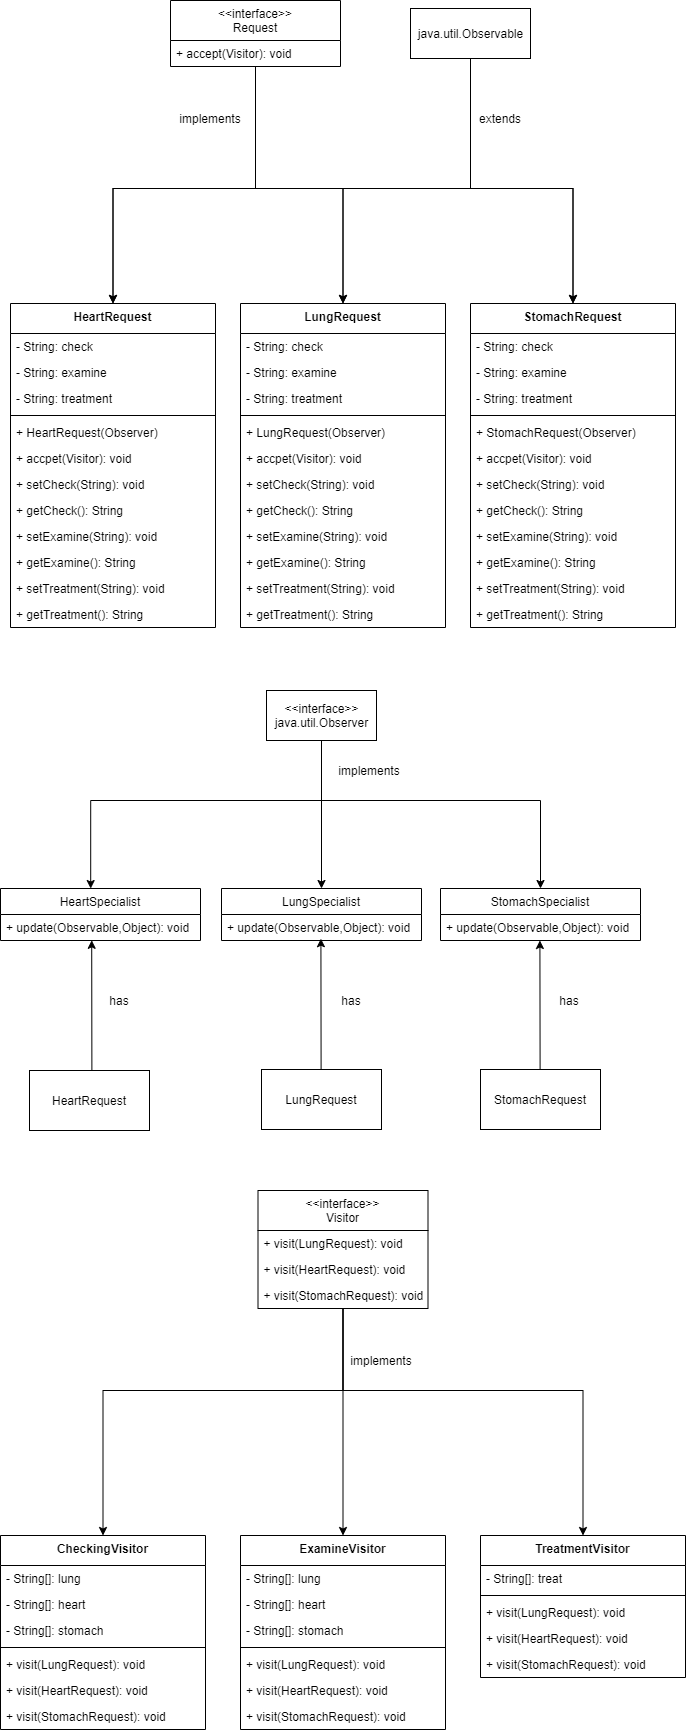 <<interface>>
Request
+ accept(Visitor): void
java.util.Observable
implements
extends
HeartRequest
- String: check
- String: examine
- String: treatment
+ HeartRequest(Observer)
+ accpet(Visitor): void
+ setCheck(String): void
+ getCheck(): String
+ setExamine(String): void
+ getExamine(): String
+ setTreatment(String): void
+ getTreatment(): String
LungRequest
- String: check
- String: examine
- String: treatment
+ LungRequest(Observer)
+ accpet(Visitor): void
+ setCheck(String): void
+ getCheck(): String
+ setExamine(String): void
+ getExamine(): String
+ setTreatment(String): void
+ getTreatment(): String
StomachRequest
- String: check
- String: examine
- String: treatment
+ StomachRequest(Observer)
+ accpet(Visitor): void
+ setCheck(String): void
+ getCheck(): String
+ setExamine(String): void
+ getExamine(): String
+ setTreatment(String): void
+ getTreatment(): String
<<interface>>
java.util.Observer
implements
HeartSpecialist
+ update(Observable,Object): void
LungSpecialist
+ update(Observable,Object): void
StomachSpecialist
+ update(Observable,Object): void
has
has
has
HeartRequest
LungRequest
StomachRequest
<<interface>>
Visitor
+ visit(LungRequest): void
+ visit(HeartRequest): void
+ visit(StomachRequest): void
implements
CheckingVisitor
- String[]: lung
- String[]: heart
- String[]: stomach
+ visit(LungRequest): void
+ visit(HeartRequest): void
+ visit(StomachRequest): void
ExamineVisitor
- String[]: lung
- String[]: heart
- String[]: stomach
+ visit(LungRequest): void
+ visit(HeartRequest): void
+ visit(StomachRequest): void
TreatmentVisitor
- String[]: treat
+ visit(LungRequest): void
+ visit(HeartRequest): void
+ visit(StomachRequest): void